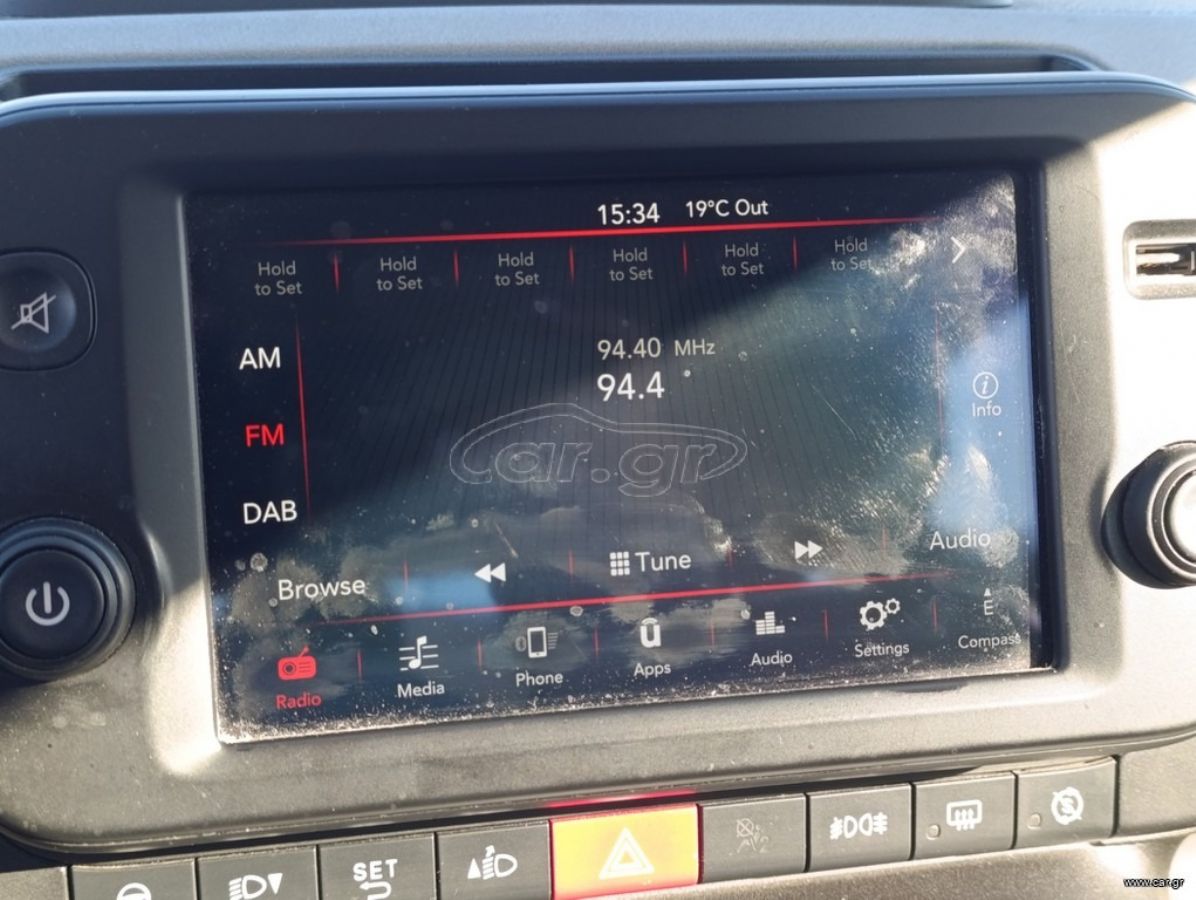 15:34 19°C Out
Hold to Set
Hold to Set
Hold to Set
Hold to Set
Hold to Set
Hold to Set
AM
94.40 MHz
94.4
Info
FM
car.gr
DAB
Browse
Tune
Audio
Radio
Media
Phone
Apps
Audio
Settings
E
Compass
SET
www.car.gr